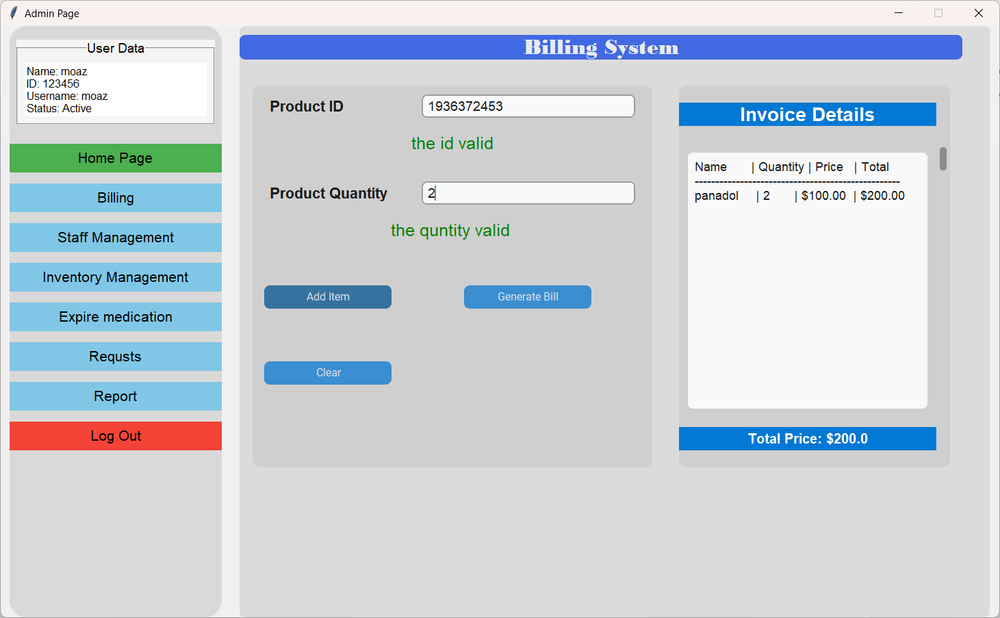 Admin Page
User Data
Name: moaz
ID: 123456
Username: moaz
Status: Active
Home Page
Billing
Staff Management
Inventory Management
Expire medication
Requsts
Report
Log Out
Billing System
Product ID
1936372453
the id valid
Product Quantity
2
the quntity valid
Add Item
Generate Bill
Clear
Invoice Details
Name | Quantity | Price | Total
--------------------------------------------------
panadol | 2 | $100.00 | $200.00
Total Price: $200.0